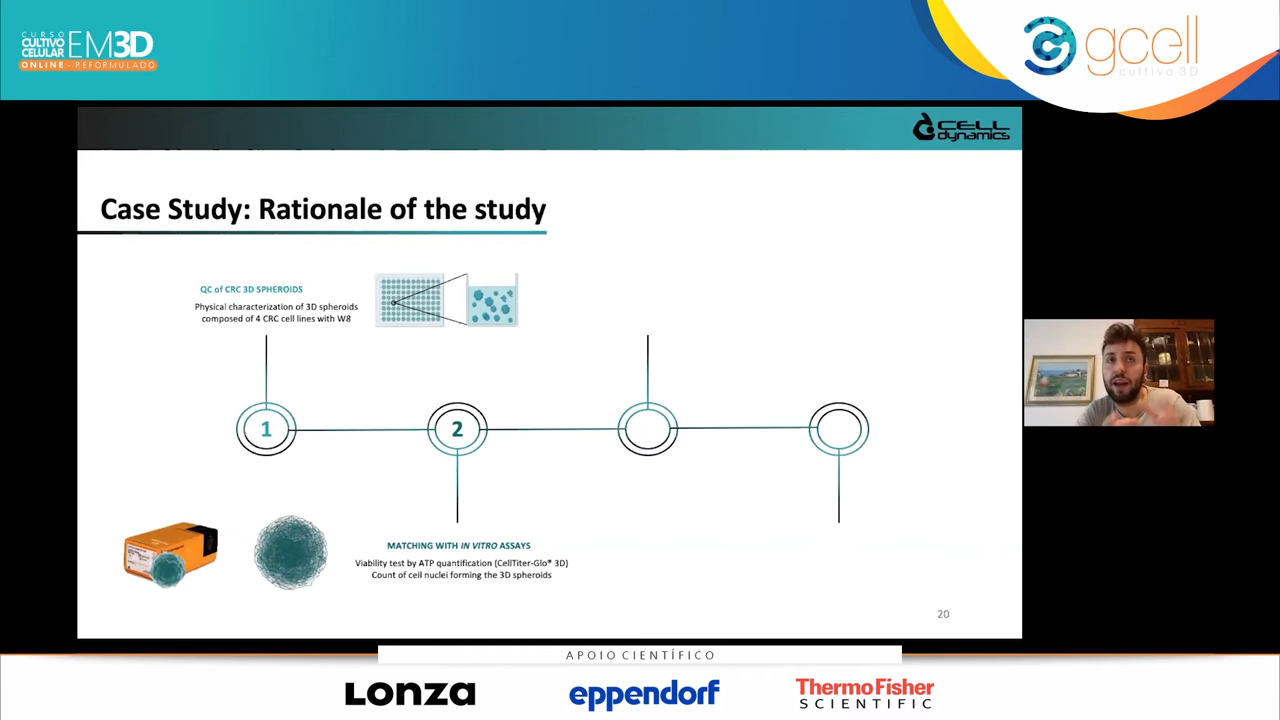 CURSO
CULTIVO
CELULAR
EM3D
ONLINE - REFORMULADO
gcell
cultivo 3D
CELL
dynamics
Case Study: Rationale of the study
QC of CRC 3D SPHEROIDS
Physical characterization of 3D spheroids
composed of 4 CRC cell lines with W8
1
2
MATCHING WITH IN VITRO ASSAYS
Viability test by ATP quantification (CellTiter-Glo® 3D)
Count of cell nuclei forming the 3D spheroids
20
APOIO CIENTÍFICO
Lonza
eppendorf
ThermoFisher
SCIENTIFIC